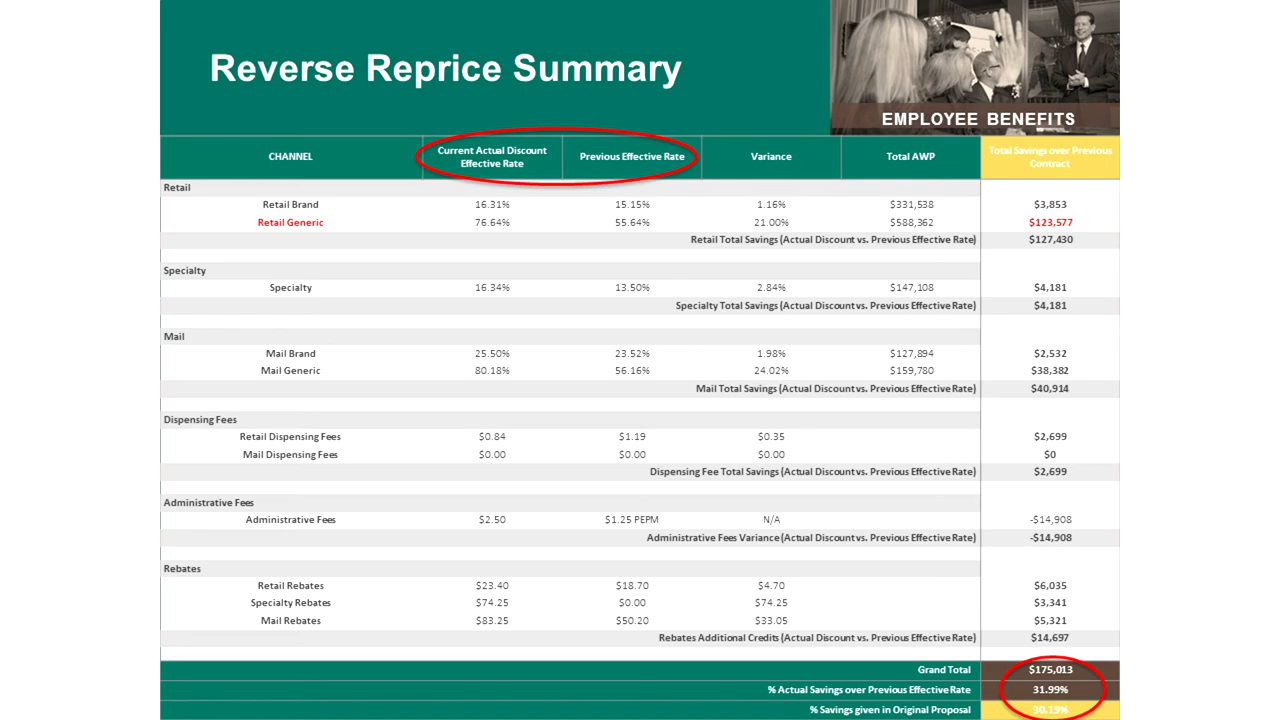 Reverse Reprice Summary
EMPLOYEE BENEFITS
CHANNEL Current Actual Discount Effective Rate Previous Effective Rate Variance Total AWP Total Savings over Previous Contract
Retail
Retail Brand 16.31% 15.15% 1.16% $331,538 $3,853
Retail Generic 76.64% 55.64% 21.00% $588,362 $123,577
Retail Total Savings (Actual Discount vs. Previous Effective Rate) $127,430
Specialty
Specialty 16.34% 13.50% 2.84% $147,108 $4,181
Specialty Total Savings (Actual Discount vs. Previous Effective Rate) $4,181
Mail
Mail Brand 25.50% 23.52% 1.98% $127,894 $2,532
Mail Generic 80.18% 56.16% 24.02% $159,780 $38,382
Mail Total Savings (Actual Discount vs. Previous Effective Rate) $40,914
Dispensing Fees
Retail Dispensing Fees $0.84 $1.19 $0.35 $2,699
Mail Dispensing Fees $0.00 $0.00 $0.00 $0
Dispensing Fee Total Savings (Actual Discount vs. Previous Effective Rate) $2,699
Administrative Fees
Administrative Fees $2.50 $1.25 PEPM N/A -$14,908
Administrative Fees Variance (Actual Discount vs. Previous Effective Rate) -$14,908
Rebates
Retail Rebates $23.40 $18.70 $4.70 $6,035
Specialty Rebates $74.25 $0.00 $74.25 $3,341
Mail Rebates $83.25 $50.20 $33.05 $5,321
Rebates Additional Credits (Actual Discount vs. Previous Effective Rate) $14,697
Grand Total $175,013
% Actual Savings over Previous Effective Rate 31.99%
% Savings given in Original Proposal 30.19%